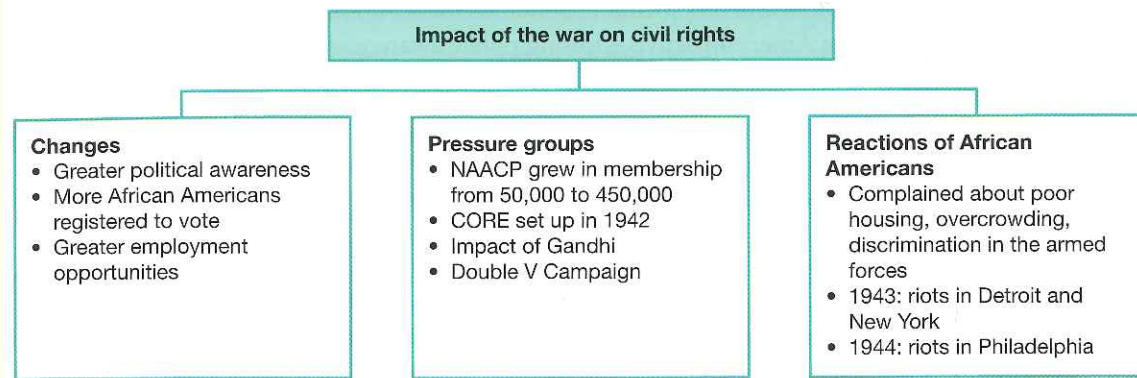 Impact of the war on civil rights
Changes
• Greater political awareness
• More African Americans
registered to vote
• Greater employment
opportunities
Pressure groups
• NAACP grew in membership
from 50,000 to 450,000
• CORE set up in 1942
• Impact of Gandhi
• Double V Campaign
Reactions of African
Americans
• Complained about poor
housing, overcrowding,
discrimination in the armed
forces
• 1943: riots in Detroit and
New York
• 1944: riots in Philadelphia